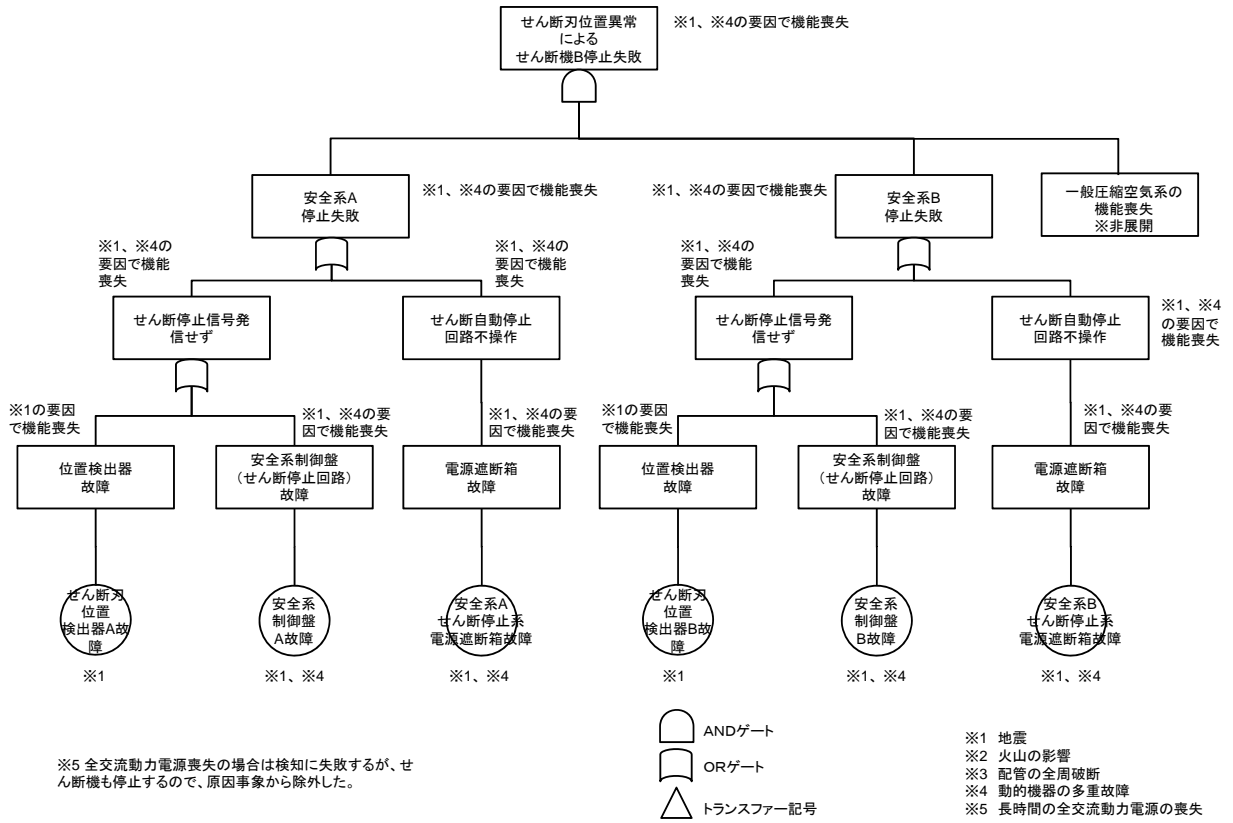 せん断刃位置異常
による
せん断機B停止失敗
※1、※4の要因で機能喪失
安全系A
停止失敗
※1、※4の要因で機能喪失
※1、※4の要因で機能喪失
安全系B
停止失敗
一般圧縮空気系の
機能喪失
※非展開
※1、※4の
要因で機能
喪失
※1、※4の
要因で機能
喪失
※1、※4の
要因で機能
喪失
せん断停止信号発
信せず
せん断自動停止
回路不操作
せん断停止信号発
信せず
せん断自動停止
回路不操作
※1、※4
の要因で
機能喪失
※1の要因
で機能喪失
※1、※4の要
因で機能喪失
※1、※4の要
因で機能喪失
※1の要因
で機能喪失
※1、※4の要
因で機能喪失
※1、※4の要
因で機能喪失
位置検出器
故障
安全系制御盤
(せん断停止回路)
故障
電源遮断箱
故障
位置検出器
故障
安全系制御盤
(せん断停止回路)
故障
電源遮断箱
故障
せん断刃
位置
検出器A故
障
安全系
制御盤
A故障
安全系A
せん断停止系
電源遮断箱故障
せん断刃
位置
検出器B故
障
安全系
制御盤
B故障
安全系B
せん断停止系
電源遮断箱故障
※1
※1、※4
※1、※4
※1
※1、※4
※1、※4
※5 全交流動力電源喪失の場合は検知に失敗するが、せ
ん断機も停止するので、原因事象から除外した。
ANDゲート
ORゲート
トランスファー記号
※1 地震
※2 火山の影響
※3 配管の全周破断
※4 動的機器の多重故障
※5 長時間の全交流動力電源の喪失